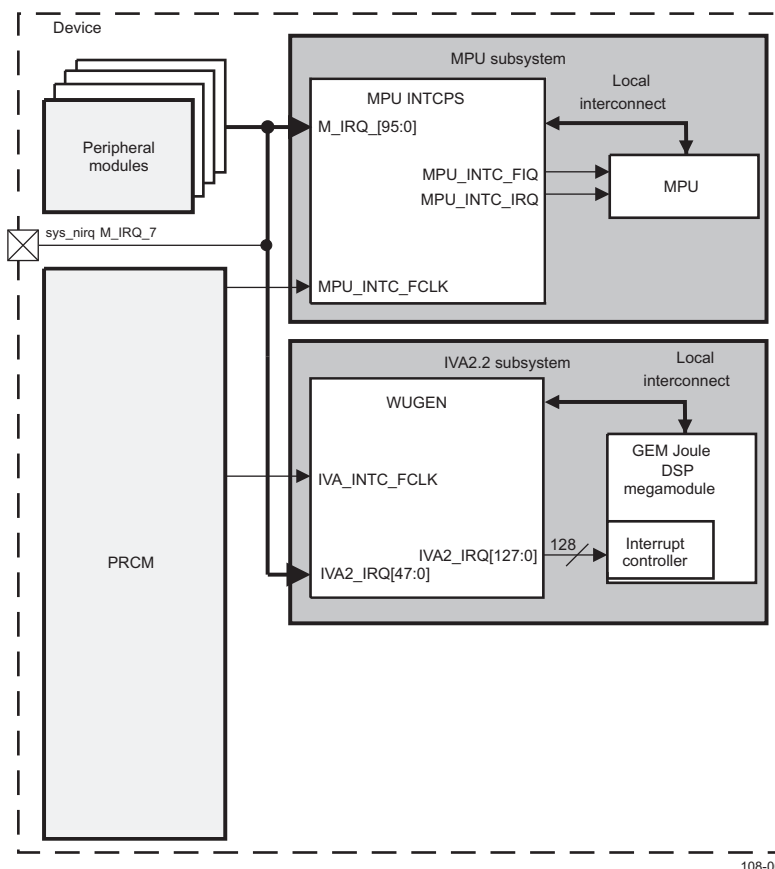 Device
MPU subsystem
MPU INTCPS
Local
interconnect
M_IRQ_[95:0]
Peripheral
modules
MPU_INTC_FIQ
MPU_INTC_IRQ
MPU
sys_nirq M_IRQ_7
MPU_INTC_FCLK
IVA2.2 subsystem
Local
interconnect
WUGEN
GEM Joule
DSP
megamodule
IVA_INTC_FCLK
IVA2_IRQ[127:0]
128
Interrupt
controller
PRCM
IVA2_IRQ[47:0]
108-0